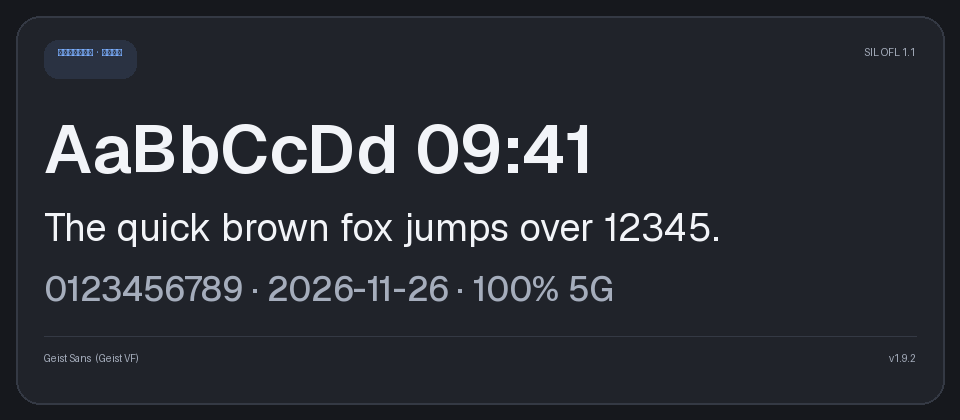 SIL OFL 1.1
AaBbCcDd 09:41
The quick brown fox jumps over 12345.
0123456789 · 2026-11-26 · 100% 5G
Geist Sans (Geist VF)
v1.9.2